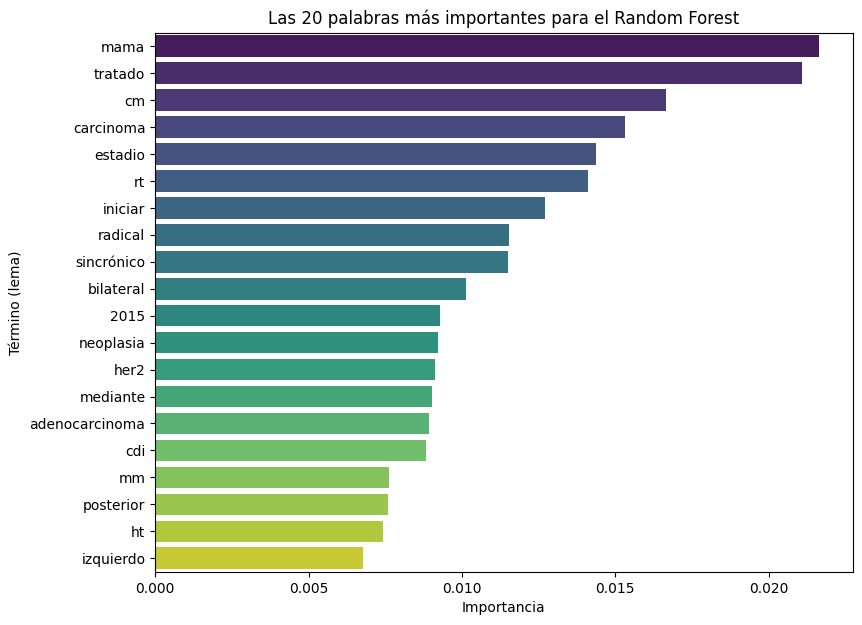 Las 20 palabras más importantes para el Random Forest
Término (lema)
mama
tratado
cm
carcinoma
estadio
rt
iniciar
radical
sincrónico
bilateral
2015
neoplasia
her2
mediante
adenocarcinoma
cdi
mm
posterior
ht
izquierdo
0.000 0.005 0.010 0.015 0.020
Importancia